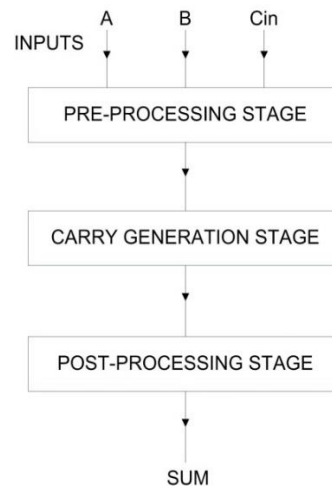 A B Cin
INPUTS
PRE-PROCESSING STAGE
CARRY GENERATION STAGE
POST-PROCESSING STAGE
SUM